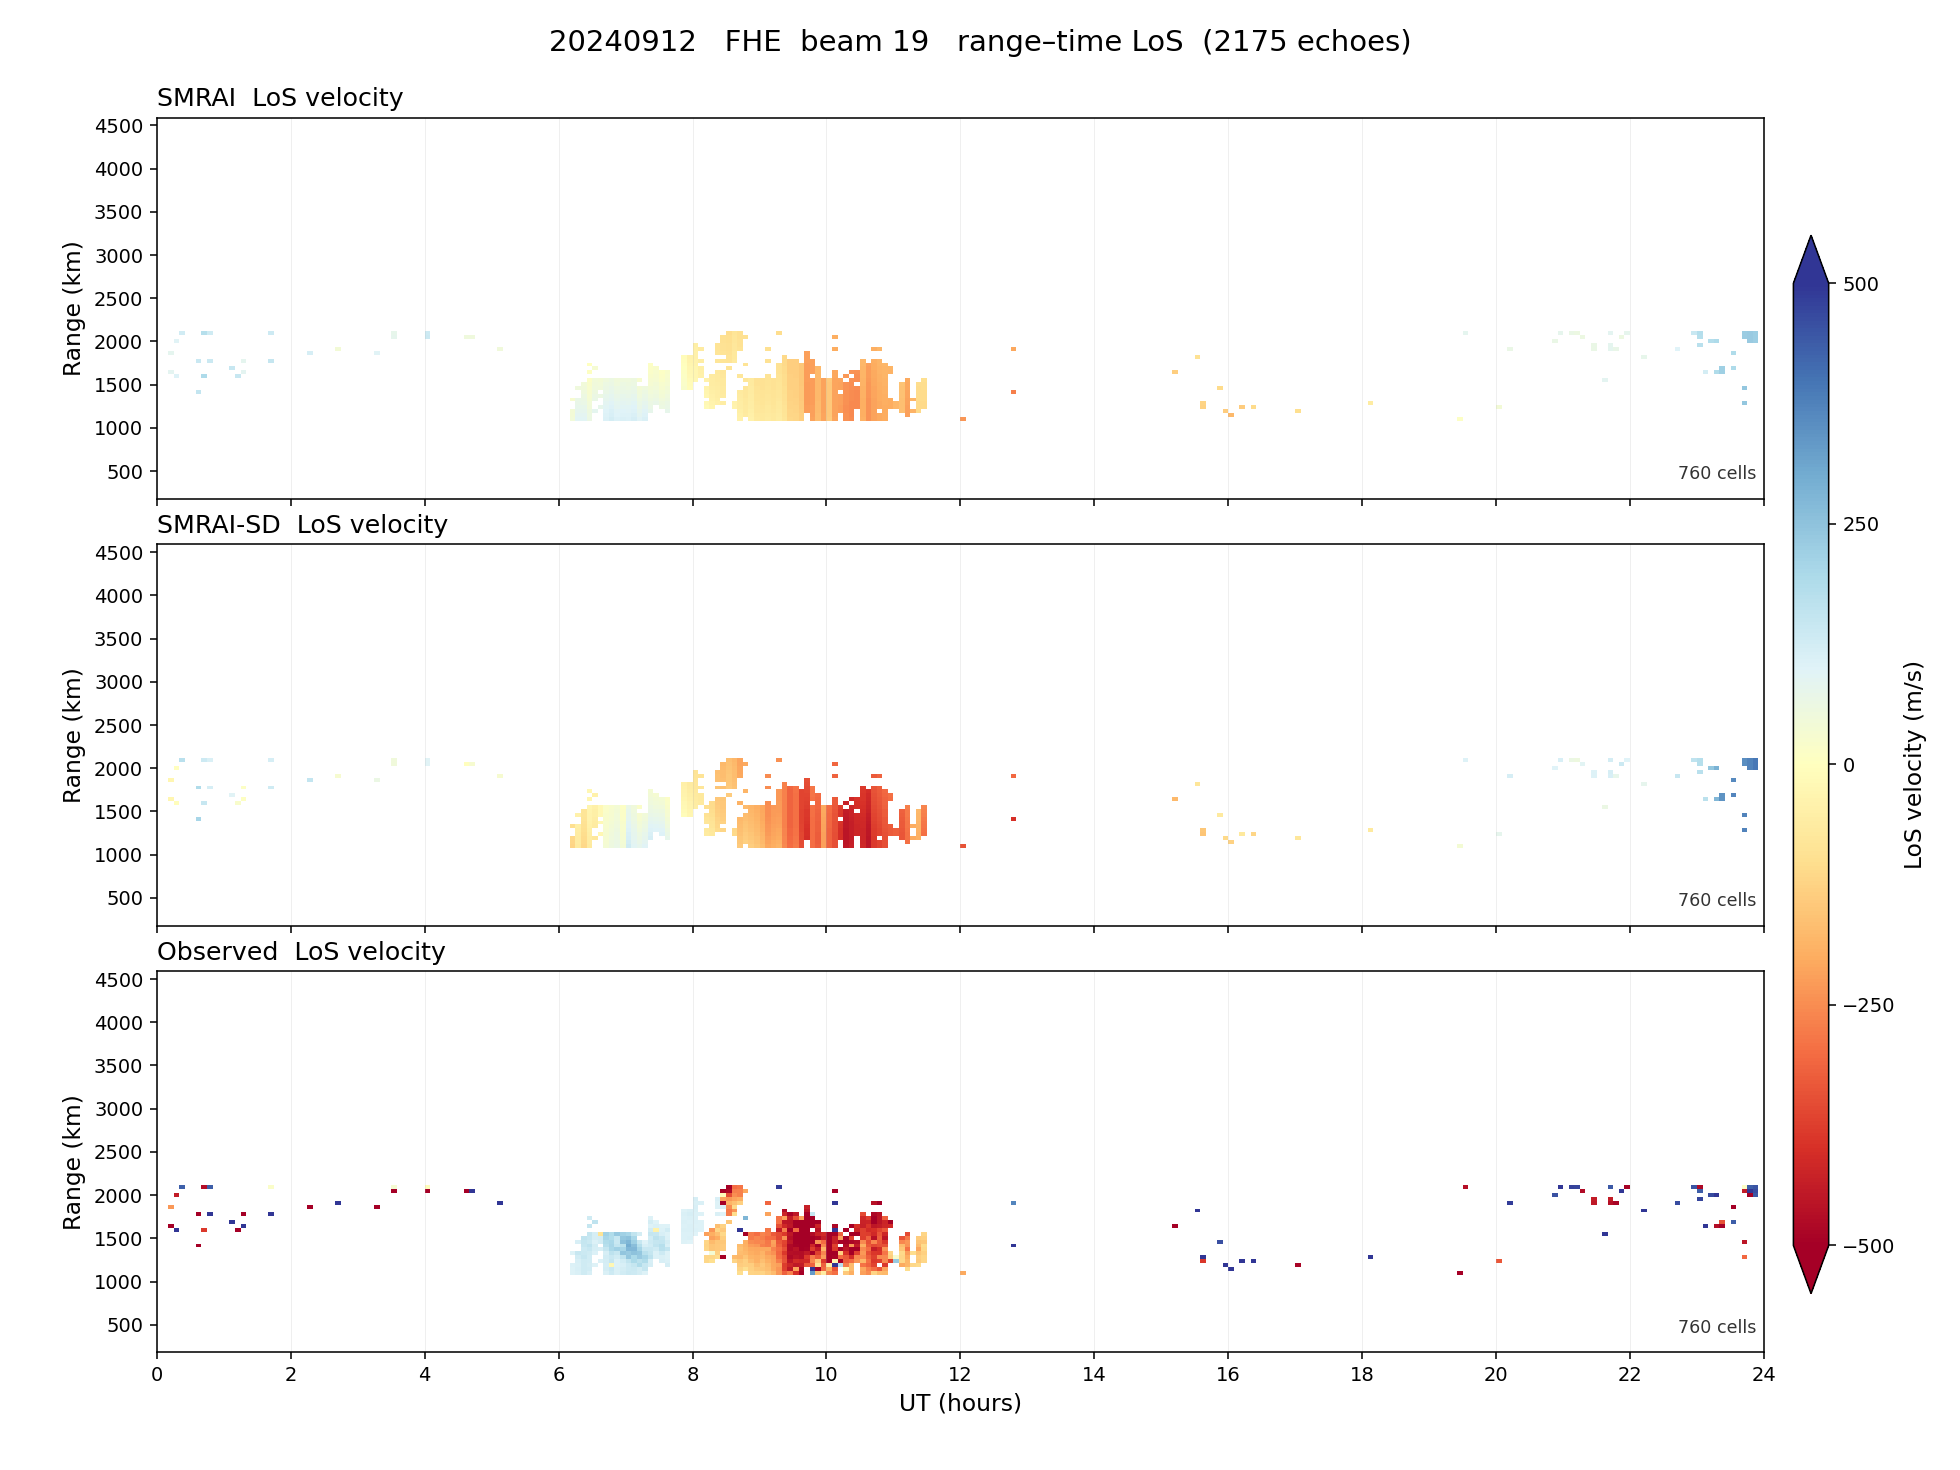 20240912 FHE beam 19 range–time LoS (2175 echoes)
SMRAI LoS velocity
4500
4000
3500
3000
2500
2000
1500
1000
500
Range (km)
760 cells
SMRAI-SD LoS velocity
4500
4000
3500
3000
2500
2000
1500
1000
500
Range (km)
760 cells
Observed LoS velocity
4500
4000
3500
3000
2500
2000
1500
1000
500
Range (km)
760 cells
0 2 4 6 8 10 12 14 16 18 20 22 24
UT (hours)
500
250
0
−250
−500
LoS velocity (m/s)